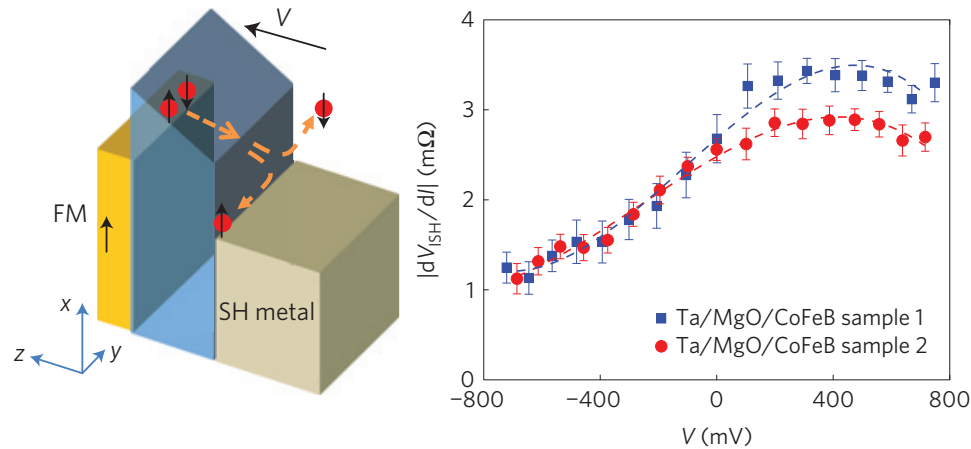 V
FM
SH metal
x
y
z
|dV_ISH/dI| (mΩ)
4
3
2
1
0
Ta/MgO/CoFeB sample 1
Ta/MgO/CoFeB sample 2
−800
−400
0
400
800
V (mV)